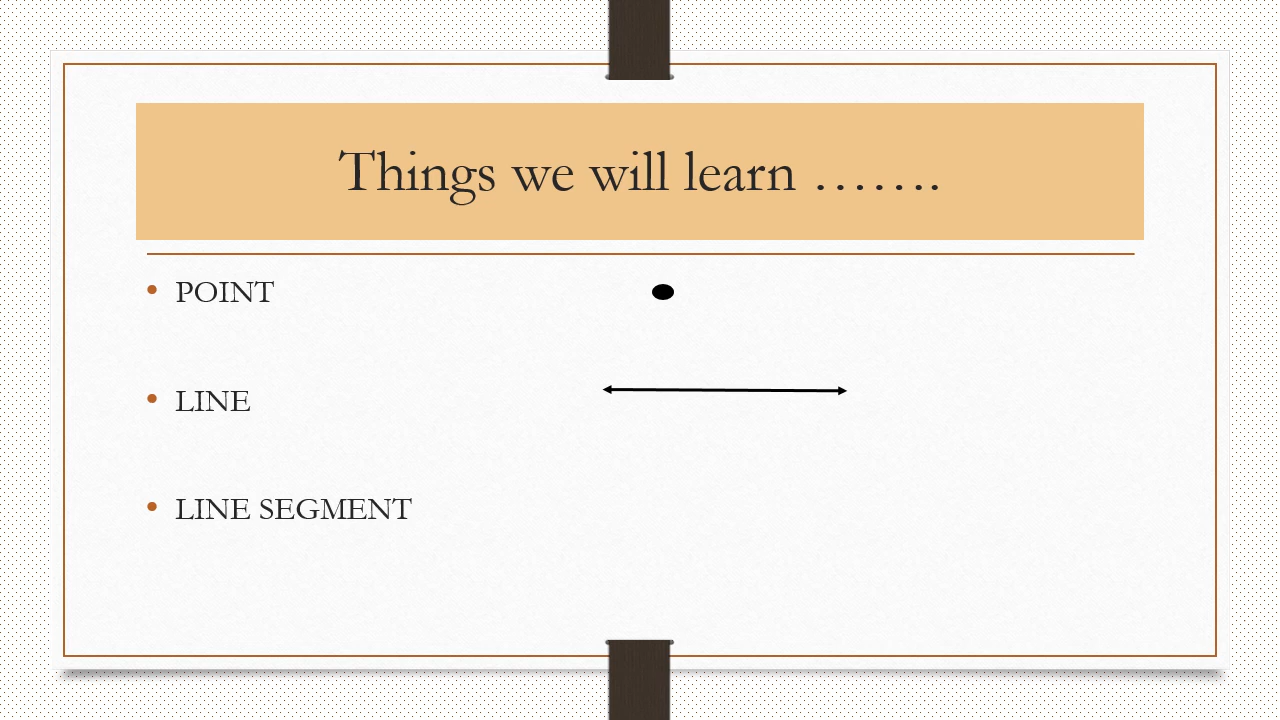 Things we will learn …….
• POINT
• LINE
• LINE SEGMENT